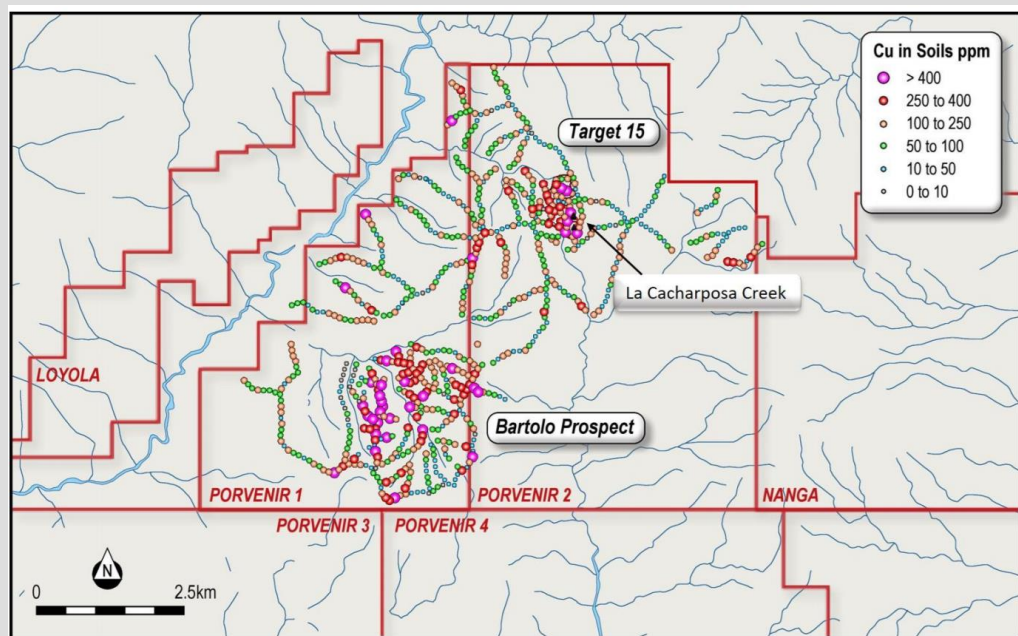 Cu in Soils ppm
> 400
250 to 400
100 to 250
50 to 100
10 to 50
0 to 10
Target 15
La Cacharposa Creek
LOYOLA
Bartolo Prospect
PORVENIR 1
PORVENIR 2
NANGA
PORVENIR 3
PORVENIR 4
N
0
2.5km